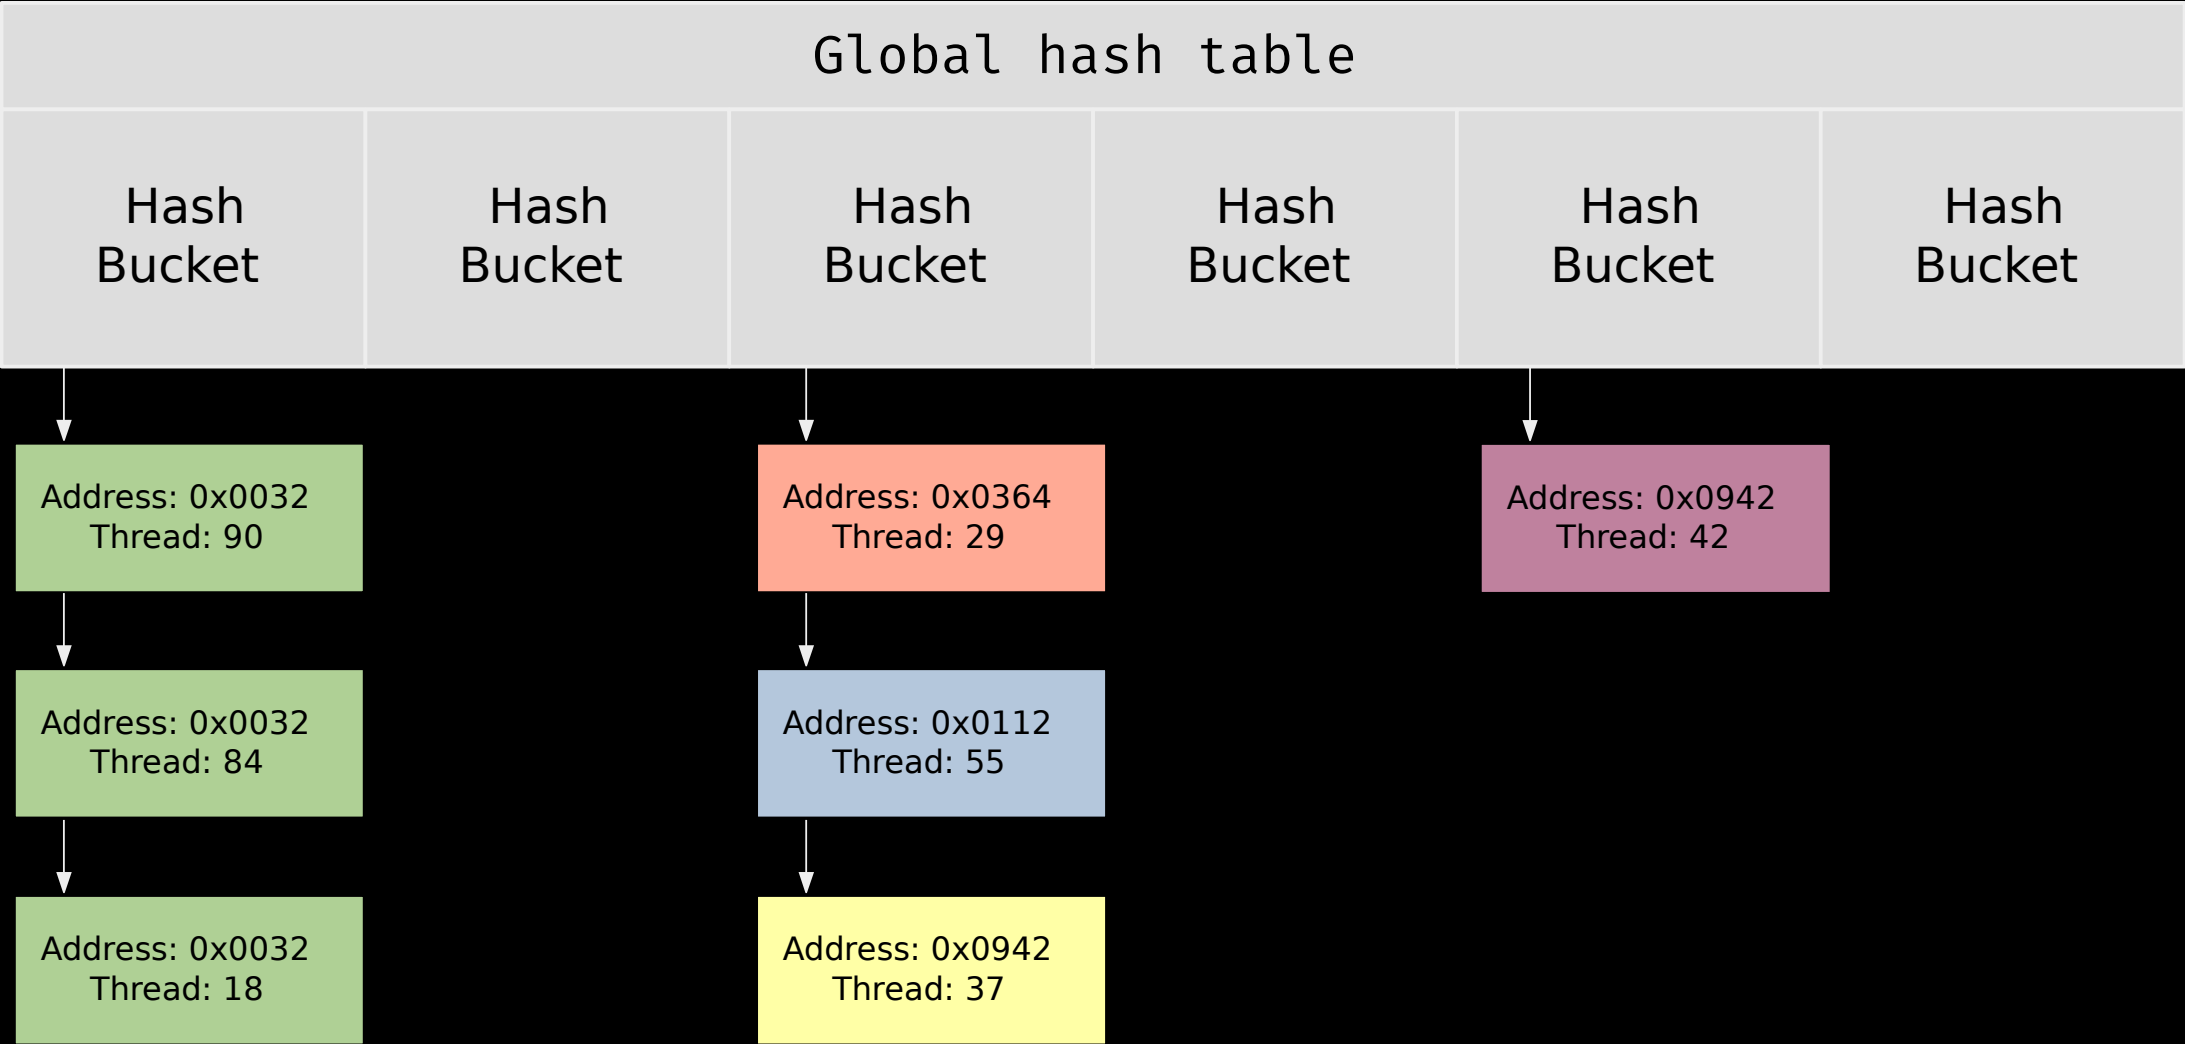 Global hash table
Hash
Bucket
Hash
Bucket
Hash
Bucket
Hash
Bucket
Hash
Bucket
Hash
Bucket
Address: 0x0032
Thread: 90
Address: 0x0364
Thread: 29
Address: 0x0942
Thread: 42
Address: 0x0032
Thread: 84
Address: 0x0112
Thread: 55
Address: 0x0032
Thread: 18
Address: 0x0942
Thread: 37